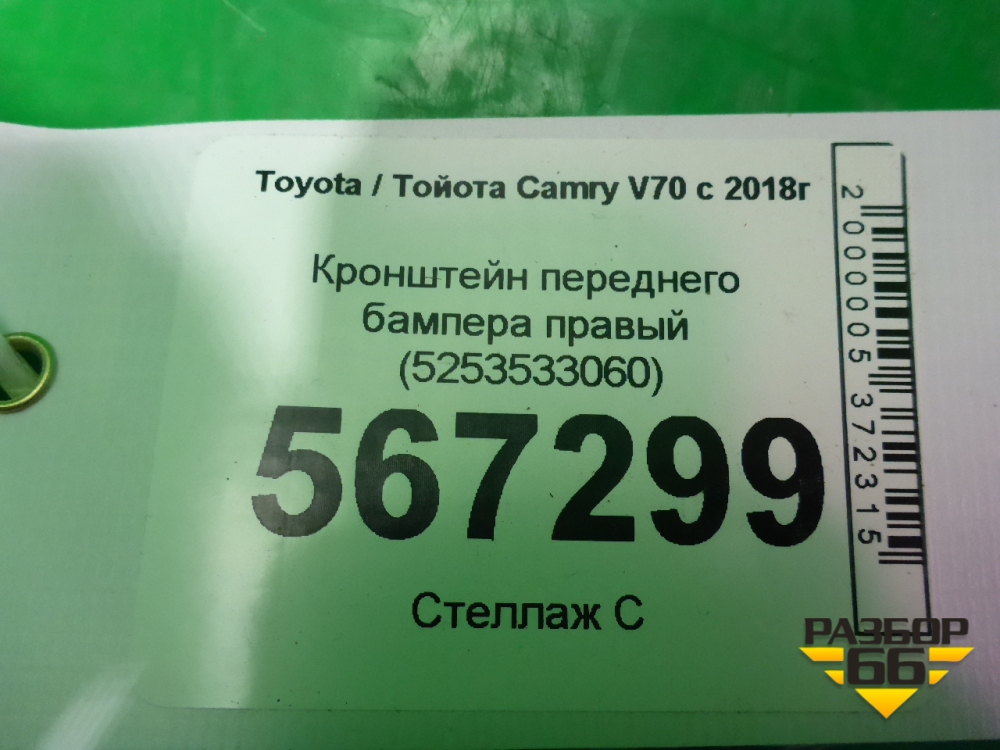 Toyota / Тойота Camry V70 с 2018г
Кронштейн переднего
бампера правый
(5253533060)
567299
Стеллаж С
2000005372315
РАЗБОР
66